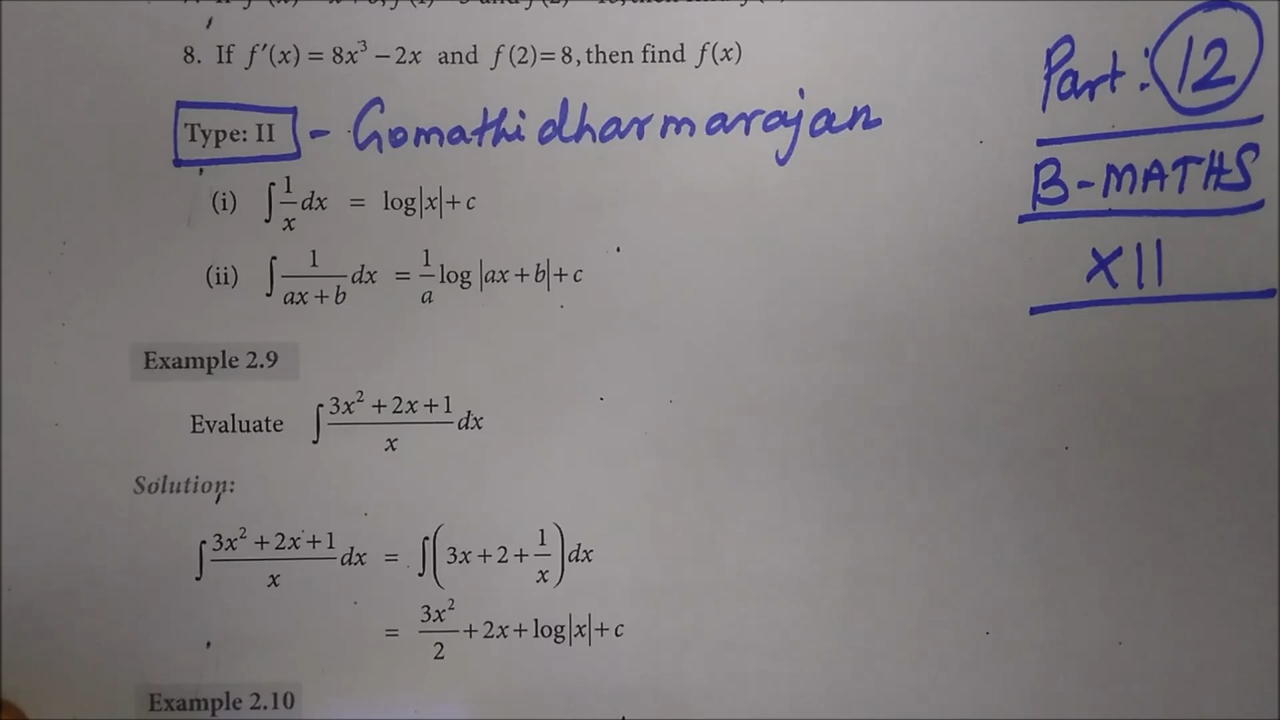 8. If f′(x) = 8x³ − 2x and f(2)=8, then find f(x)
Part: 12
Type: II - Gomathidharmarajan
B-MATHS
(i) ∫ 1/x dx = log|x|+c
XII
(ii) ∫ 1/(ax+b) dx = 1/a log |ax+b|+c
Example 2.9
Evaluate ∫ (3x²+2x+1)/x dx
Solution:
∫ (3x²+2x+1)/x dx = ∫(3x+2+1/x)dx
= 3x²/2 +2x+log|x|+c
Example 2.10